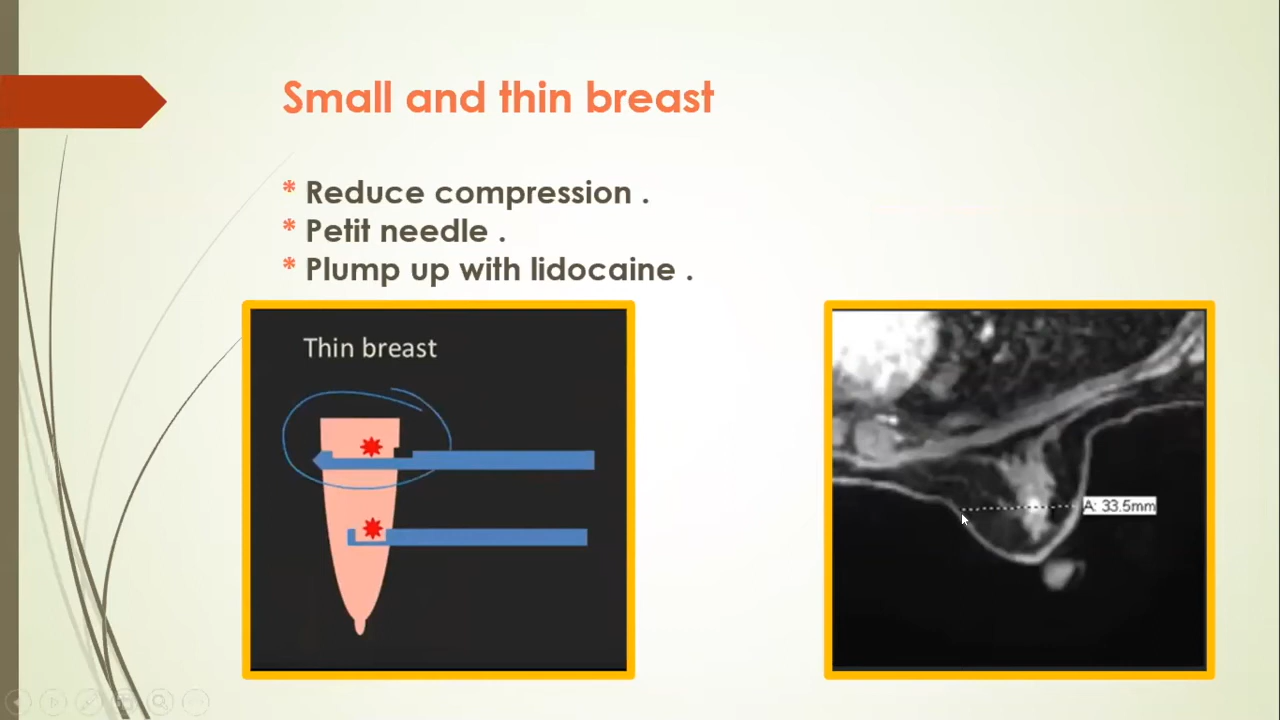 Small and thin breast
* Reduce compression .
* Petit needle .
* Plump up with lidocaine .
Thin breast
A: 33.5mm